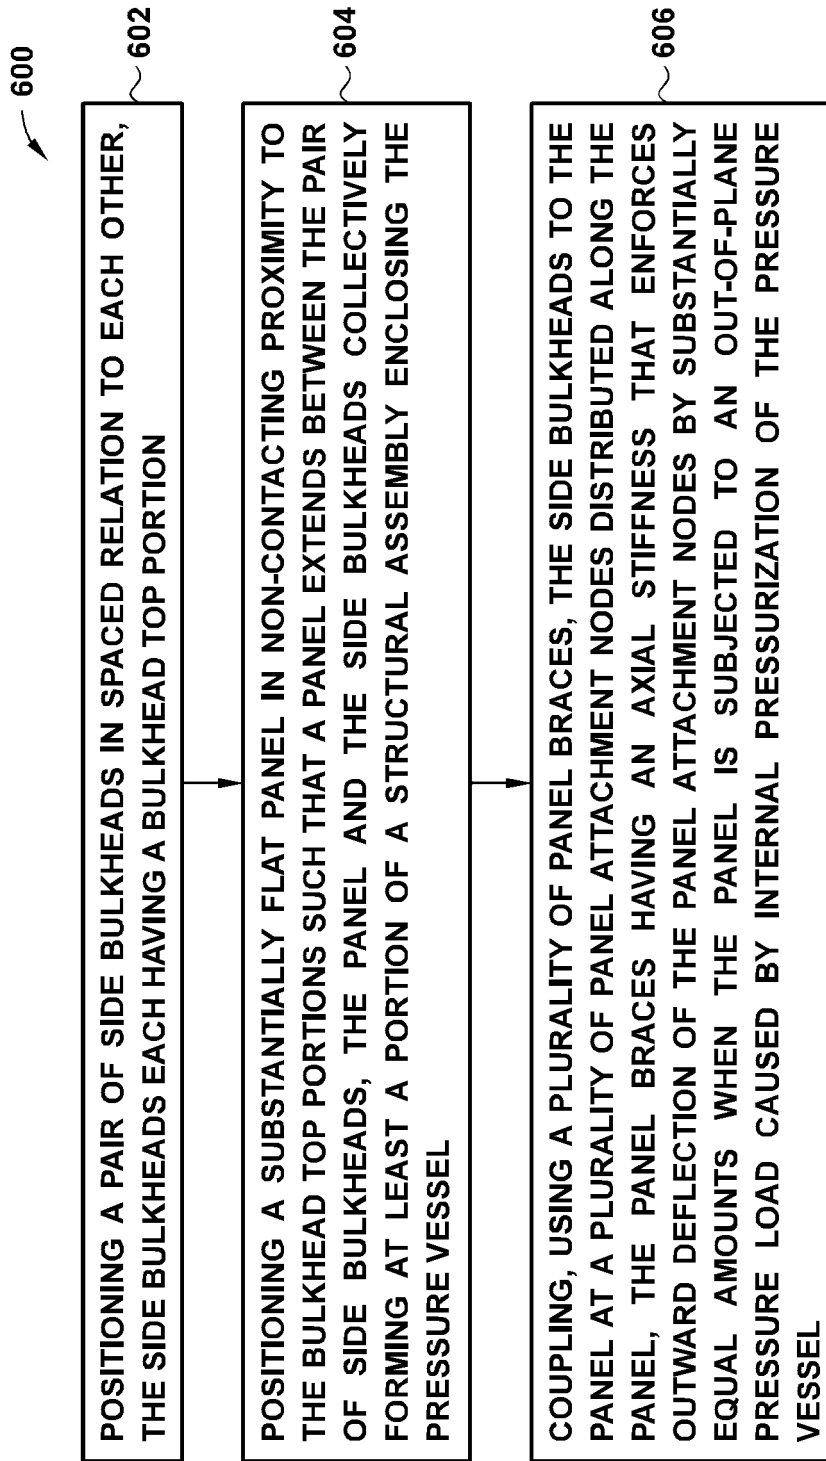 600
POSITIONING A PAIR OF SIDE BULKHEADS IN SPACED RELATION TO EACH OTHER,
THE SIDE BULKHEADS EACH HAVING A BULKHEAD TOP PORTION
602
POSITIONING A SUBSTANTIALLY FLAT PANEL IN NON-CONTACTING PROXIMITY TO
THE BULKHEAD TOP PORTIONS SUCH THAT A PANEL EXTENDS BETWEEN THE PAIR
OF SIDE BULKHEADS, THE PANEL AND THE SIDE BULKHEADS COLLECTIVELY
FORMING AT LEAST A PORTION OF A STRUCTURAL ASSEMBLY ENCLOSING THE
PRESSURE VESSEL
604
COUPLING, USING A PLURALITY OF PANEL BRACES, THE SIDE BULKHEADS TO THE
PANEL AT A PLURALITY OF PANEL ATTACHMENT NODES DISTRIBUTED ALONG THE
PANEL, THE PANEL BRACES HAVING AN AXIAL STIFFNESS THAT ENFORCES
OUTWARD DEFLECTION OF THE PANEL ATTACHMENT NODES BY SUBSTANTIALLY
EQUAL AMOUNTS WHEN THE PANEL IS SUBJECTED TO AN OUT-OF-PLANE
PRESSURE LOAD CAUSED BY INTERNAL PRESSURIZATION OF THE PRESSURE
VESSEL
606